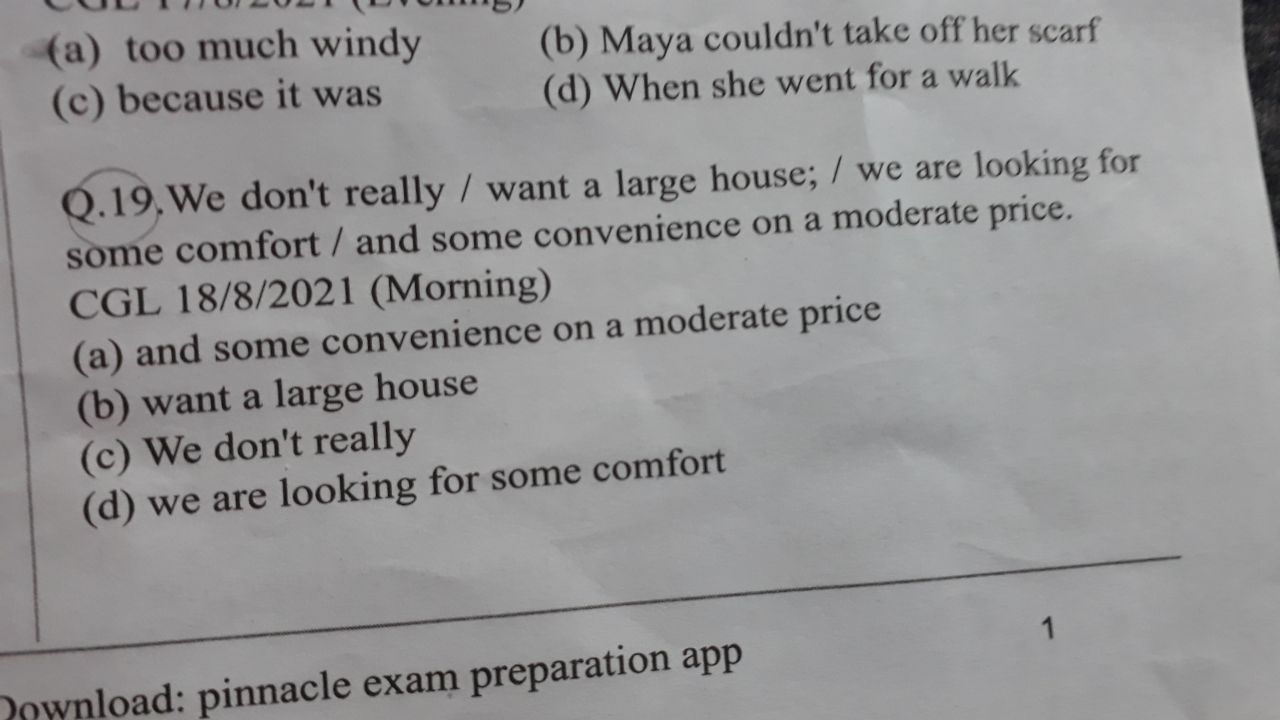 CGL 17/8/2021 (Evening)
(a) too much windy (b) Maya couldn't take off her scarf
(c) because it was (d) When she went for a walk
Q.19. We don't really / want a large house; / we are looking for
some comfort / and some convenience on a moderate price.
CGL 18/8/2021 (Morning)
(a) and some convenience on a moderate price
(b) want a large house
(c) We don't really
(d) we are looking for some comfort
1
Download: pinnacle exam preparation app